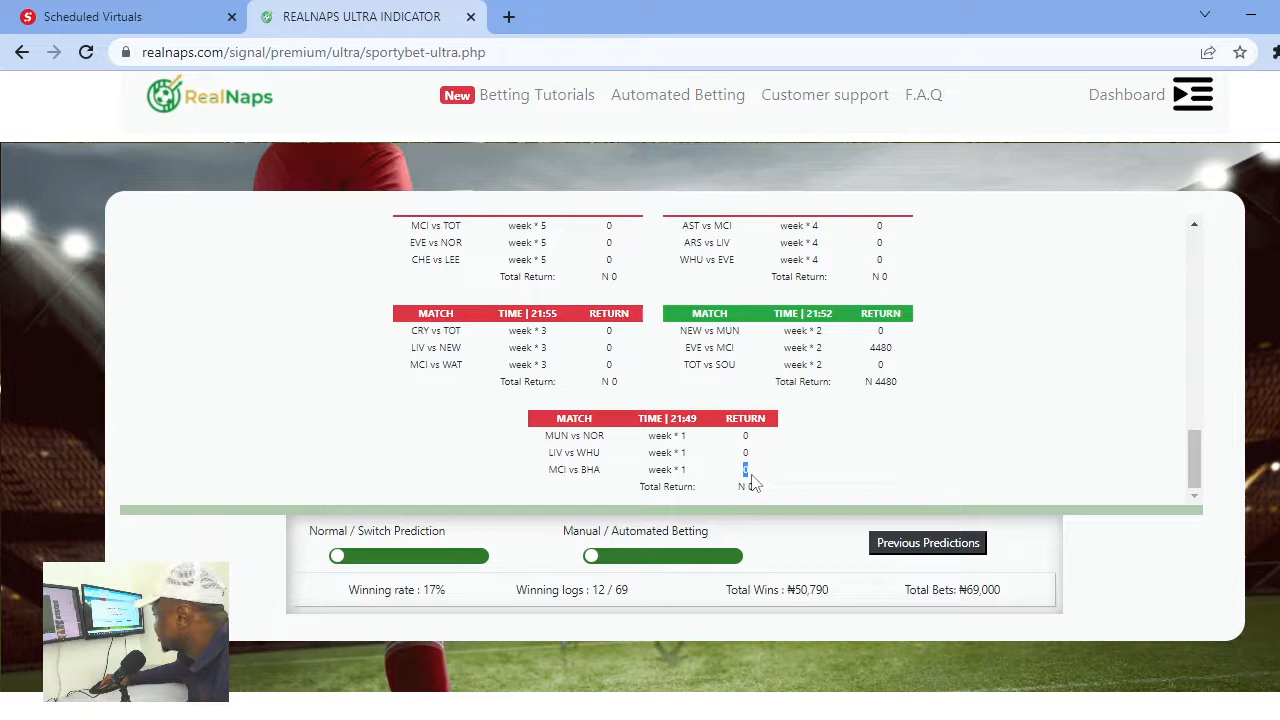 Scheduled Virtuals
REALNAPS ULTRA INDICATOR
realnaps.com/signal/premium/ultra/sportybet-ultra.php
RealNaps
New Betting Tutorials Automated Betting Customer support F.A.Q Dashboard
MCI vs TOT week * 5 0
EVE vs NOR week * 5 0
CHE vs LEE week * 5 0
Total Return: N 0
AST vs MCI week * 4 0
ARS vs LIV week * 4 0
WHU vs EVE week * 4 0
Total Return: N 0
MATCH TIME | 21:55 RETURN
CRY vs TOT week * 3 0
LIV vs NEW week * 3 0
MCI vs WAT week * 3 0
Total Return: N 0
MATCH TIME | 21:52 RETURN
NEW vs MUN week * 2 0
EVE vs MCI week * 2 4480
TOT vs SOU week * 2 0
Total Return: N 4480
MATCH TIME | 21:49 RETURN
MUN vs NOR week * 1 0
LIV vs WHU week * 1 0
MCI vs BHA week * 1 0
Total Return: N 0
Normal / Switch Prediction
Manual / Automated Betting
Previous Predictions
Winning rate : 17% Winning logs : 12 / 69 Total Wins : ₦50,790 Total Bets: ₦69,000